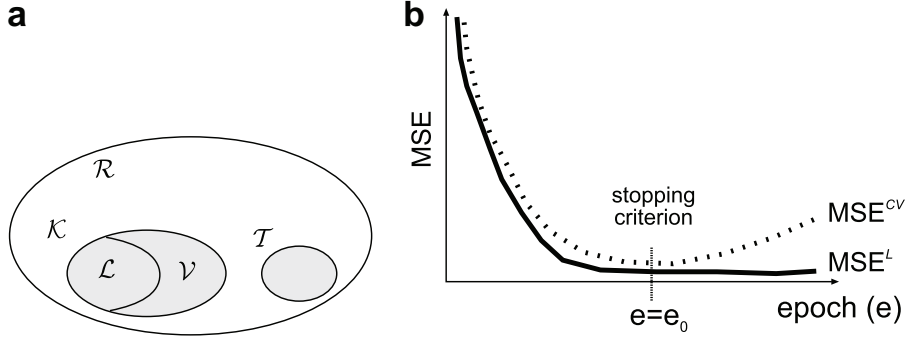 a
ℛ
𝒦
ℒ
𝒱
𝒯
b
MSE
stopping
criterion
MSE^CV
MSE^L
epoch (e)
e=e₀